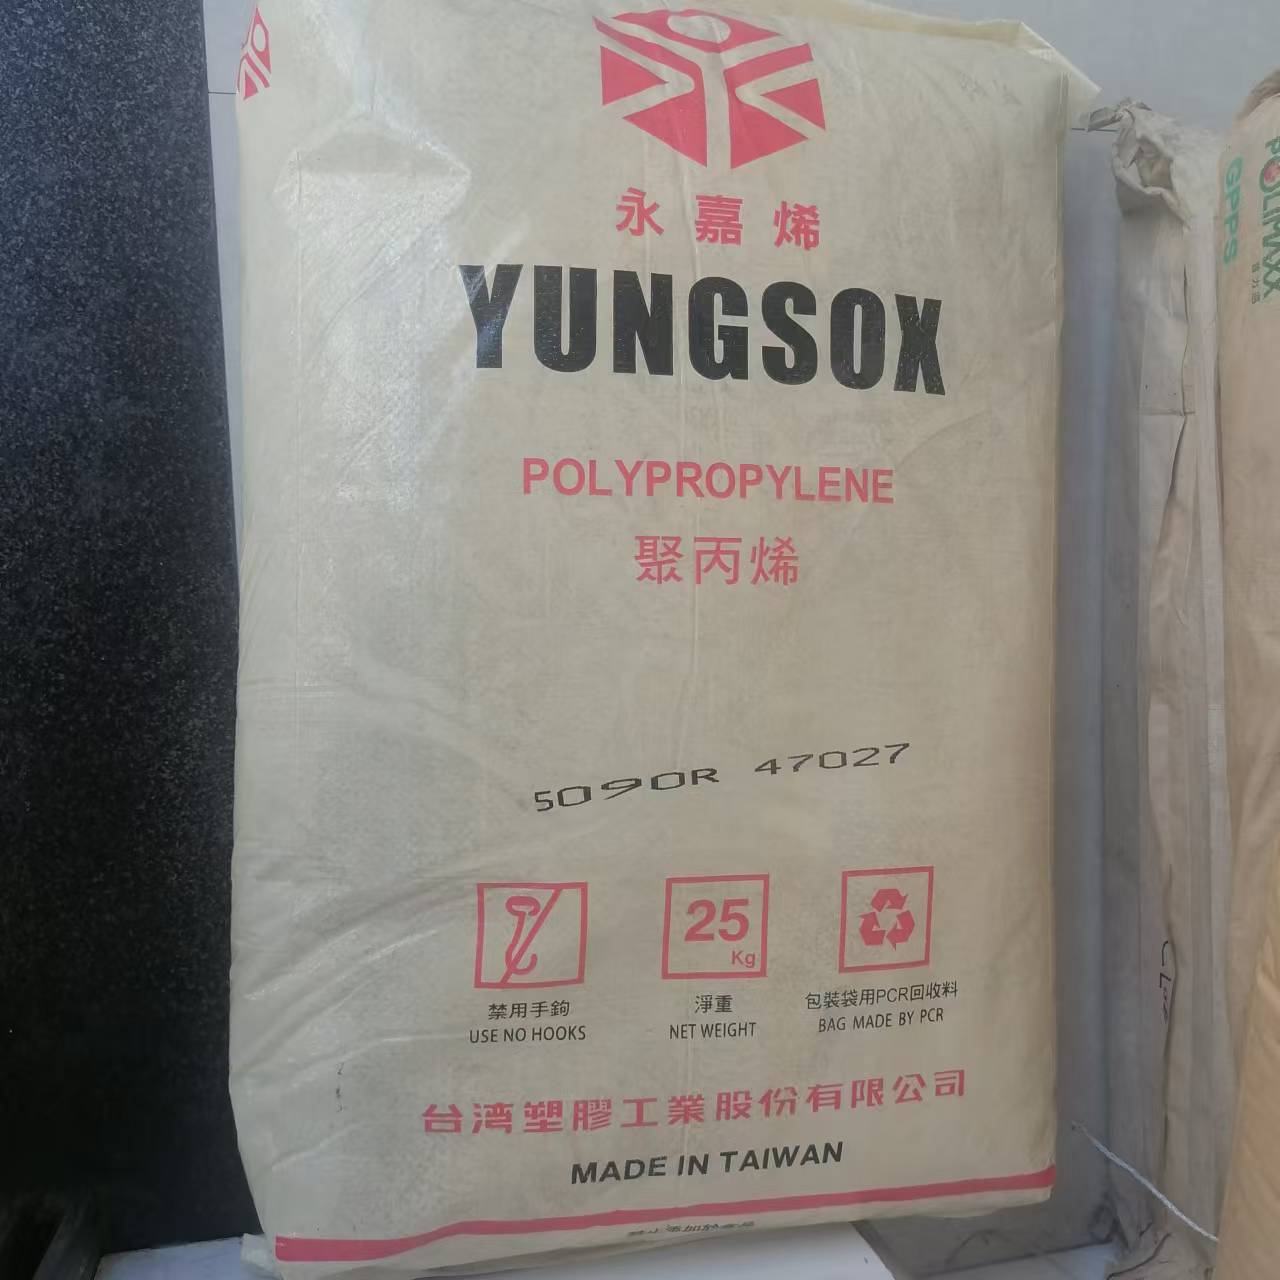 永嘉烯
YUNGSOX
POLYPROPYLENE
聚丙烯
5090R 47027
25
Kg
禁用手鉤
USE NO HOOKS
淨重
NET WEIGHT
包裝袋用PCR回收料
BAG MADE BY PCR
台湾塑膠工業股份有限公司
MADE IN TAIWAN
POLIMAXX
GPPS